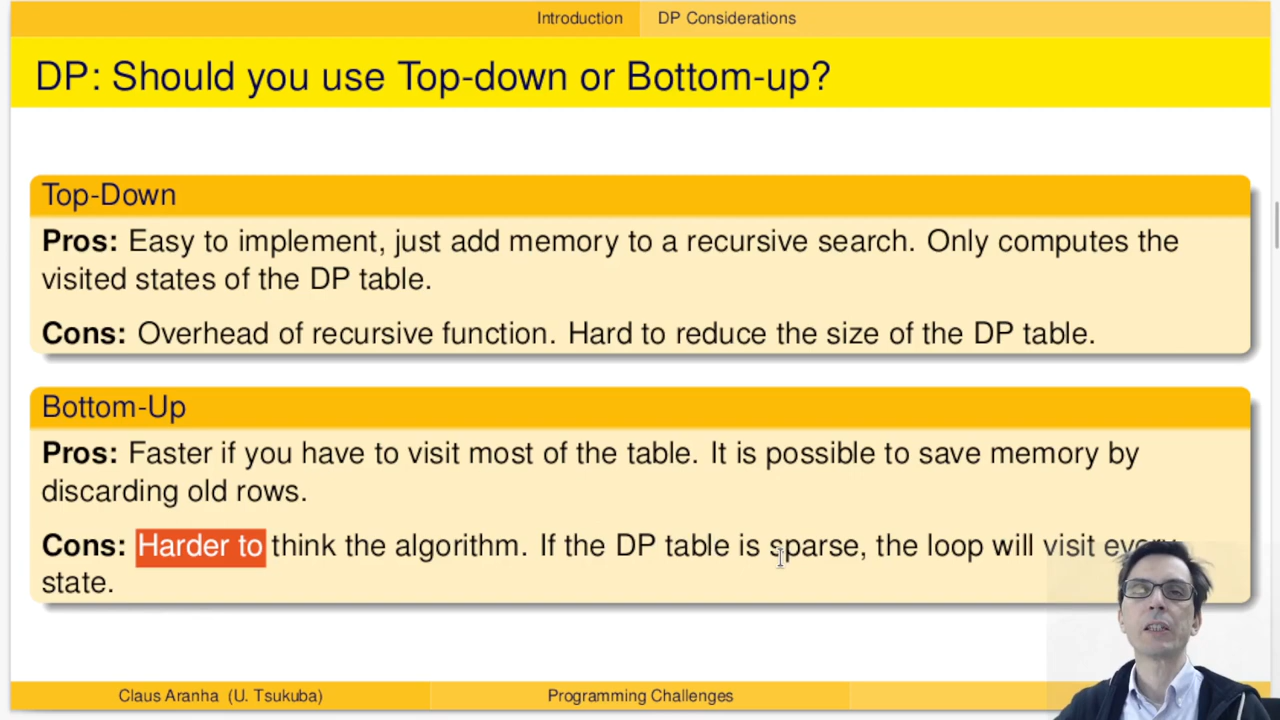 Introduction DP Considerations
DP: Should you use Top-down or Bottom-up?
Top-Down
Pros: Easy to implement, just add memory to a recursive search. Only computes the
visited states of the DP table.
Cons: Overhead of recursive function. Hard to reduce the size of the DP table.
Bottom-Up
Pros: Faster if you have to visit most of the table. It is possible to save memory by
discarding old rows.
Cons: Harder to think the algorithm. If the DP table is sparse, the loop will visit every
state.
Claus Aranha (U. Tsukuba) Programming Challenges